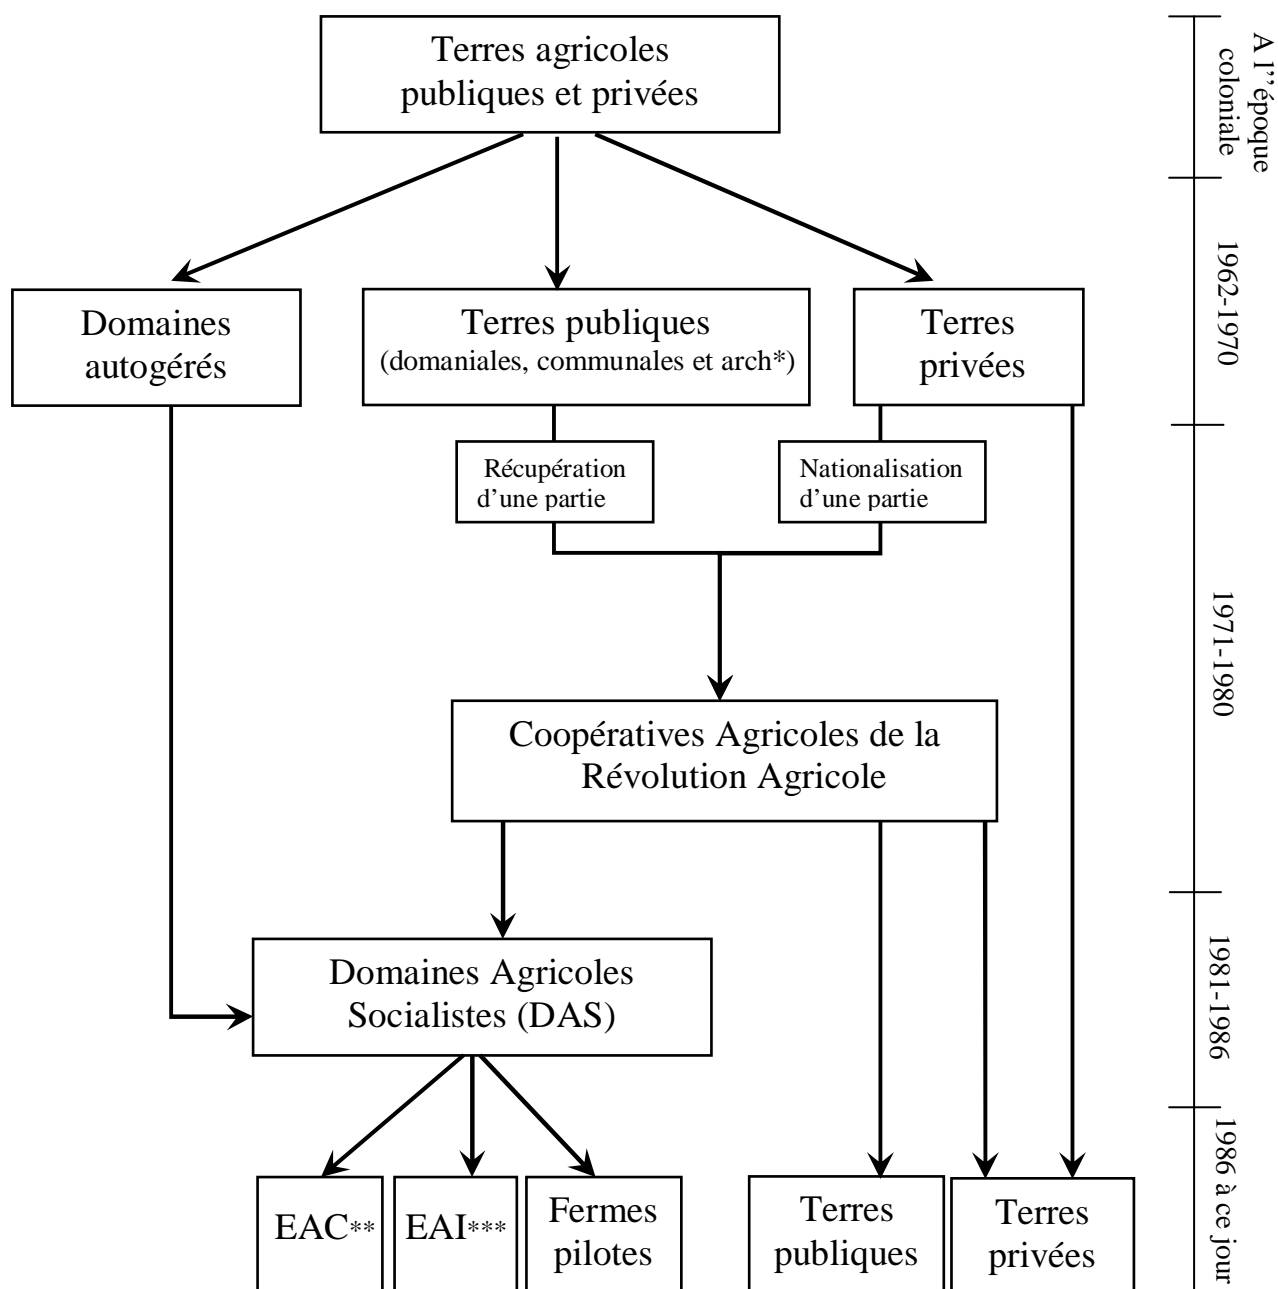 Terres agricoles
publiques et privées
A l’’époque
coloniale
Domaines
autogérés
Terres publiques
(domaniales, communales et arch*)
Terres
privées
1962-1970
Récupération
d’une partie
Nationalisation
d’une partie
1971-1980
Coopératives Agricoles de la
Révolution Agricole
Domaines Agricoles
Socialistes (DAS)
1981-1986
EAC**
EAI***
Fermes
pilotes
Terres
publiques
Terres
privées
1986 à ce jour